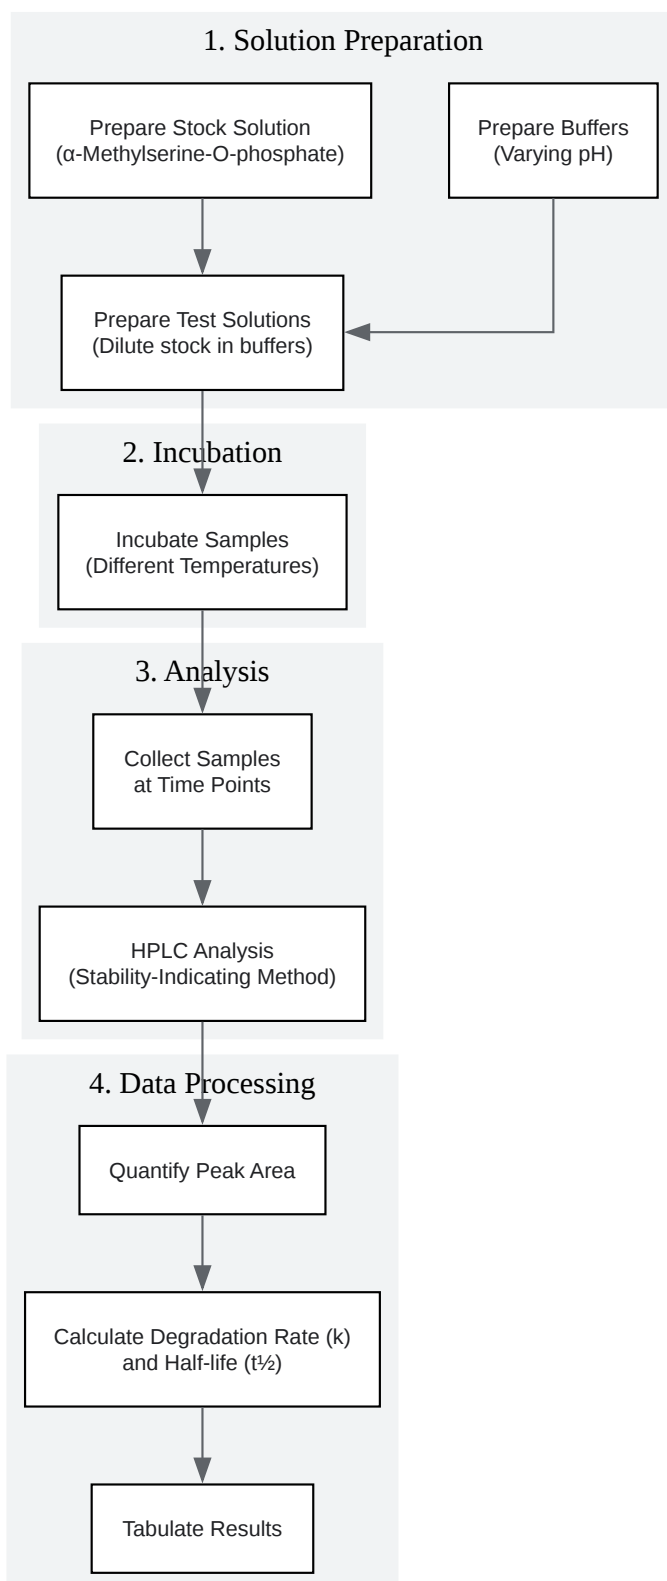 1. Solution Preparation
Prepare Stock Solution
(α-Methylserine-O-phosphate)
Prepare Buffers
(Varying pH)
Prepare Test Solutions
(Dilute stock in buffers)
2. Incubation
Incubate Samples
(Different Temperatures)
3. Analysis
Collect Samples
at Time Points
HPLC Analysis
(Stability-Indicating Method)
4. Data Processing
Quantify Peak Area
Calculate Degradation Rate (k)
and Half-life (t½)
Tabulate Results